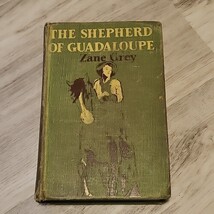 THE SHEPHERD
OF GUADALOUPE
Zane Grey